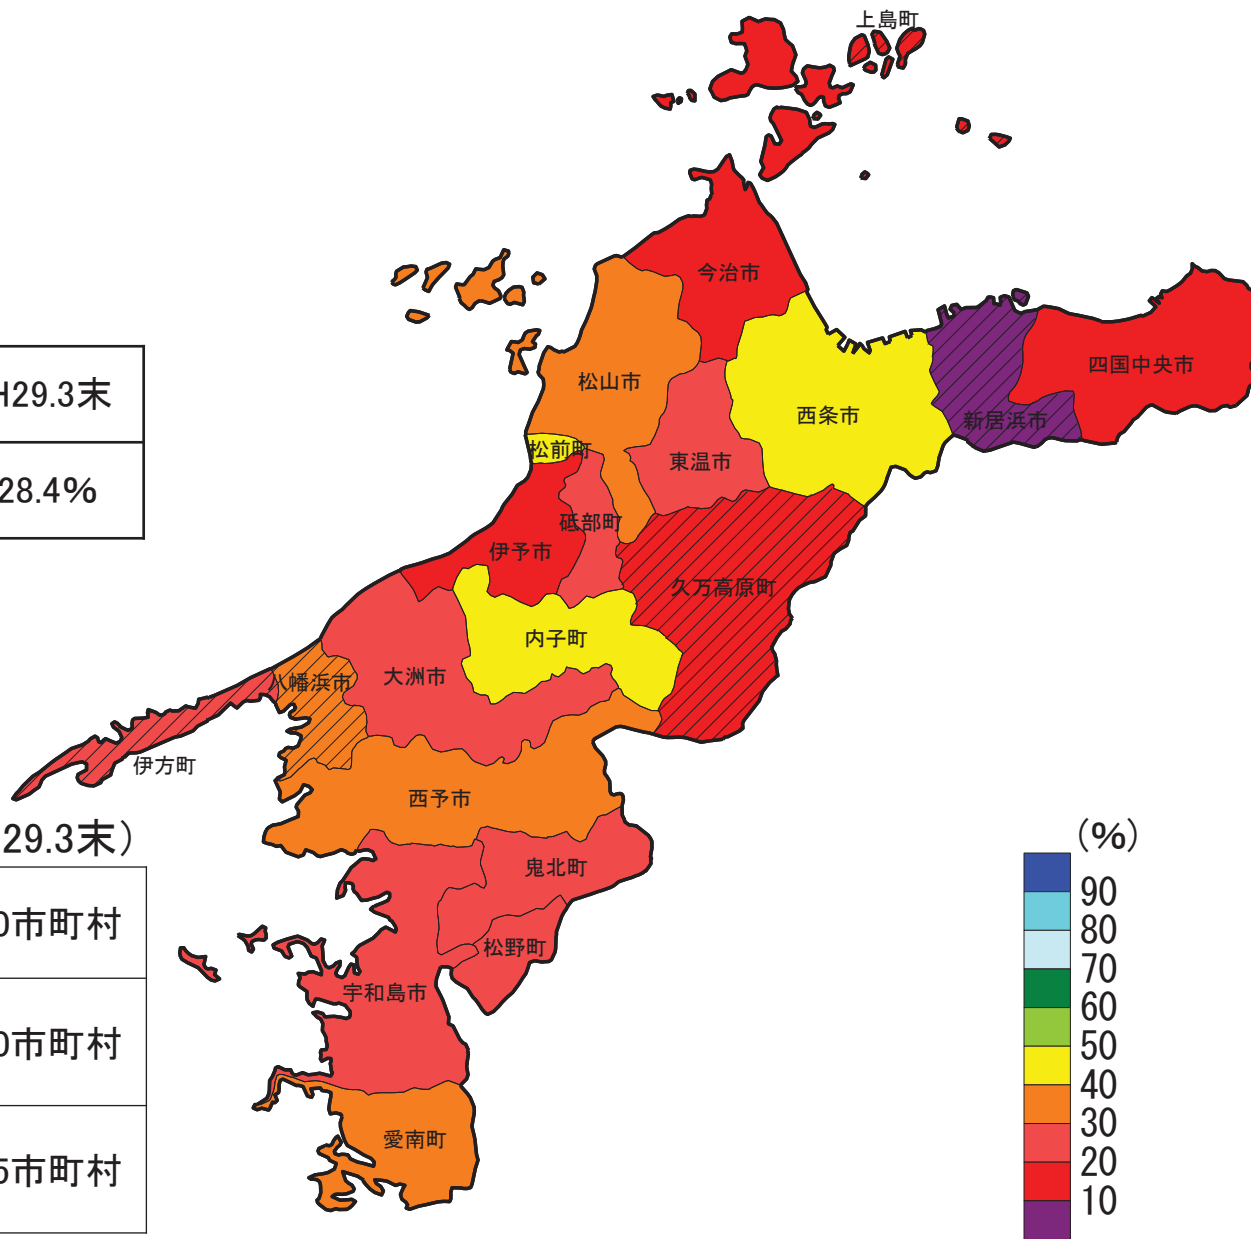 上島町
今治市
H29.3末
28.4%
松山市
四国中央市
西条市
新居浜市
松前町
東温市
砥部町
伊予市
久万高原町
内子町
大洲市
八幡浜市
伊方町
西予市
29.3末）
（%）
鬼北町
90
0市町村
80
松野町
70
宇和島市
60
0市町村
50
40
30
愛南町
20
5市町村
10